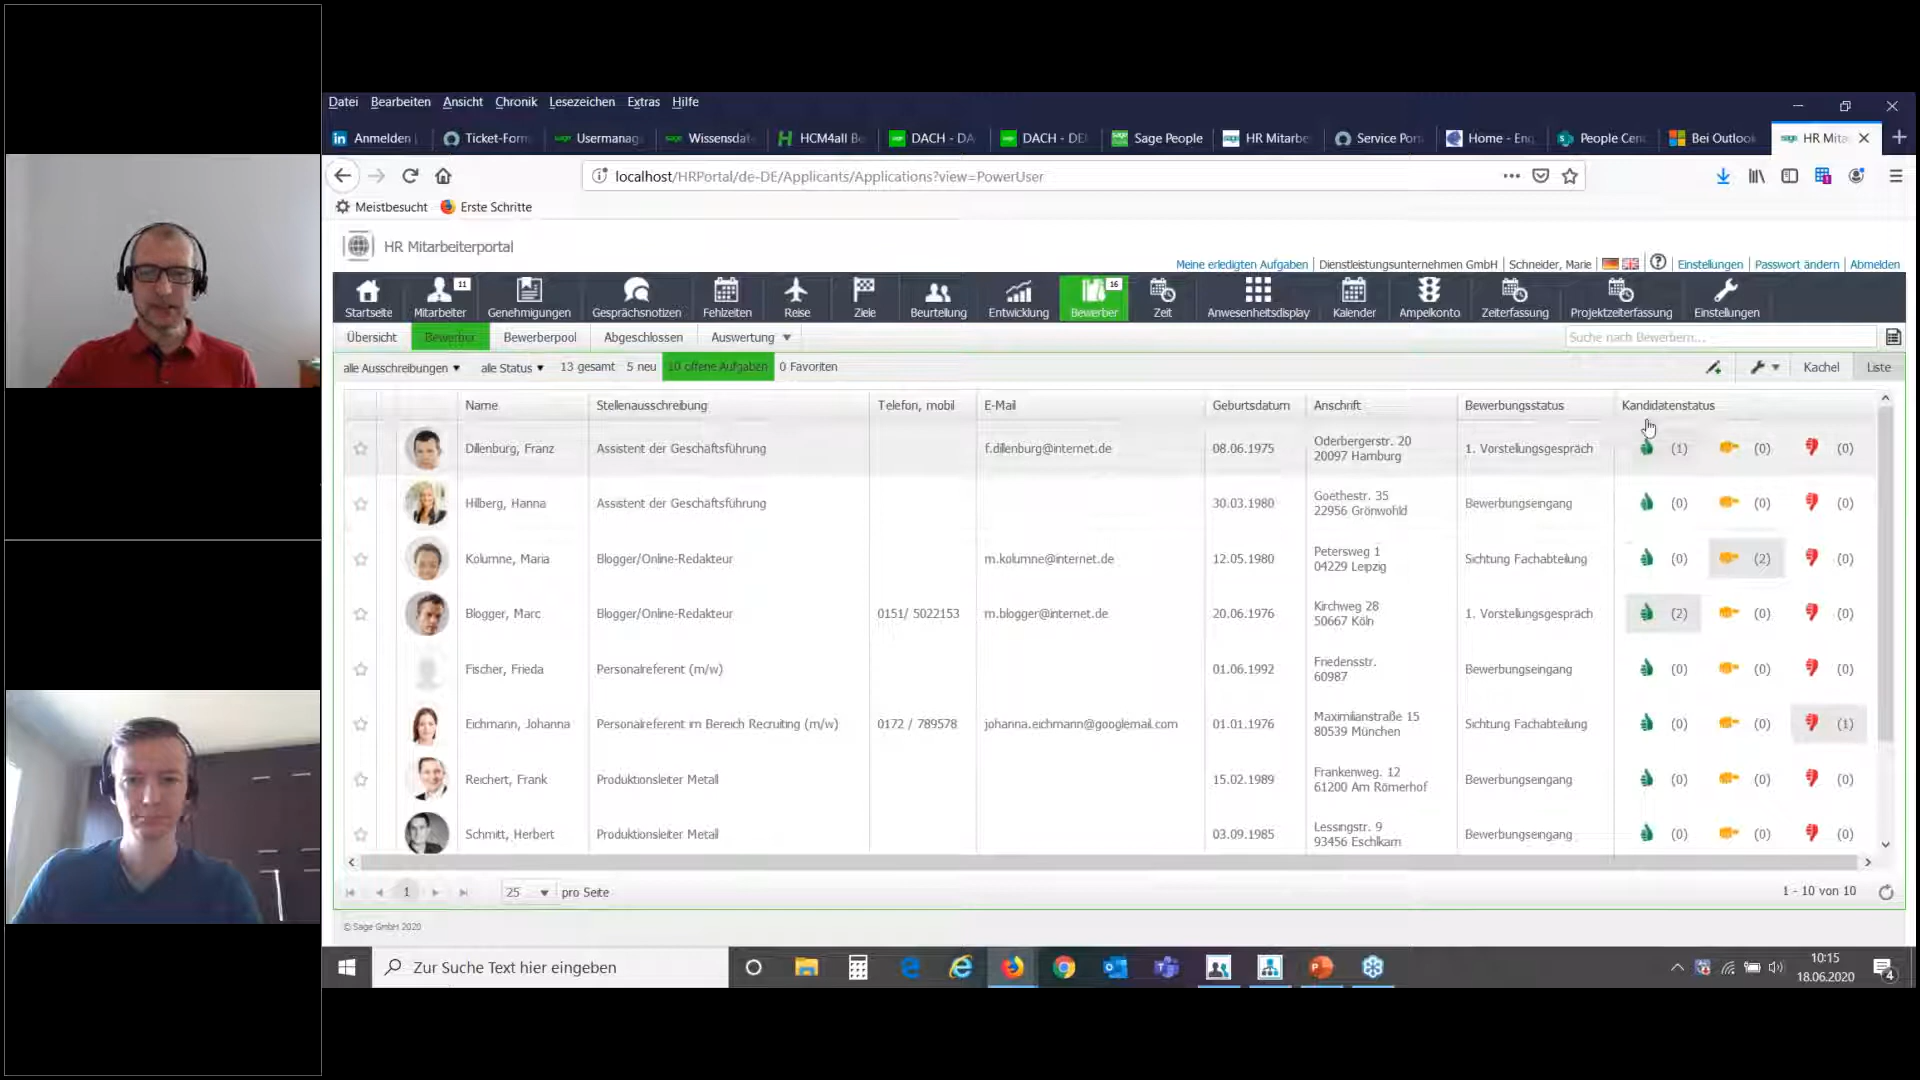 Datei Bearbeiten Ansicht Chronik Lesezeichen Extras Hilfe
in Anmelden Ticket-Form Usermanag Wissensdat HCM4all Be DACH - DA DACH - DE Sage People HR Mitarbe Service Por Home - En People Cen Bei Outloo HR Mita
localhost/HRPortal/de-DE/Applicants/Applications?view=PowerUser
Meistbesucht Erste Schritte
HR Mitarbeiterportal
Meine erledigten Aufgaben | Dienstleistungsunternehmen GmbH | Schneider, Marie | Einstellungen | Passwort ändern | Abmelden
11 16
Startseite Mitarbeiter Genehmigungen Gesprächsnotizen Fehlzeiten Reise Ziele Beurteilung Entwicklung Bewerber Zeit Anwesenheitsdisplay Kalender Ampelkonto Zeiterfassung Projektzeiterfassung Einstellungen
Übersicht Bewerber Bewerberpool Abgeschlossen Auswertung Suche nach Bewerbern...
alle Ausschreibungen alle Status 13 gesamt 5 neu 10 offene Aufgaben 0 Favoriten Kachel Liste
Name Stellenausschreibung Telefon, mobil E-Mail Geburtsdatum Anschrift Bewerbungsstatus Kandidatenstatus
Dillenburg, Franz Assistent der Geschäftsführung f.dillenburg@internet.de 08.06.1975 Oderbergerstr. 20 1. Vorstellungsgespräch (1) (0) (0)
20097 Hamburg
Hilberg, Hanna Assistent der Geschäftsführung 30.03.1980 Goethestr. 35 Bewerbungseingang (0) (0) (0)
22956 Grönwohld
Kolumne, Maria Blogger/Online-Redakteur m.kolumne@internet.de 12.05.1980 Petersweg 1 Sichtung Fachabteilung (0) (2) (0)
04229 Leipzig
Blogger, Marc Blogger/Online-Redakteur 0151/ 5022153 m.blogger@internet.de 20.06.1976 Kirchweg 28 1. Vorstellungsgespräch (2) (0) (0)
50667 Köln
Fischer, Frieda Personalreferent (m/w) 01.06.1992 Friedensstr. Bewerbungseingang (0) (0) (0)
60987
Eichmann, Johanna Personalreferent im Bereich Recruiting (m/w) 0172 / 789578 johanna.eichmann@googlemail.com 01.01.1976 Maximilianstraße 15 Sichtung Fachabteilung (0) (0) (1)
80539 München
Reichert, Frank Produktionsleiter Metall 15.02.1989 Frankenweg. 12 Bewerbungseingang (0) (0) (0)
61200 Am Römerhof
Schmitt, Herbert Produktionsleiter Metall 03.09.1985 Lessingstr. 9 Bewerbungseingang (0) (0) (0)
93456 Eschlkam
1 25 pro Seite 1 - 10 von 10
© Sage GmbH 2020
Zur Suche Text hier eingeben 10:15
18.06.2020 4